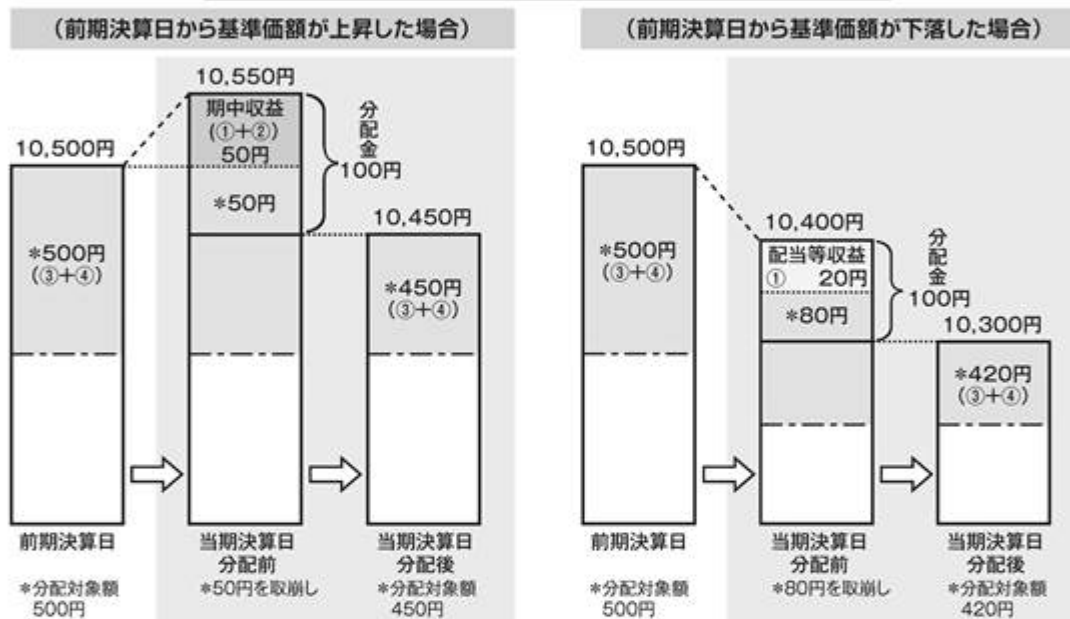 (前期決算日から基準価額が上昇した場合)
10,550円
期中収益
(①+②)
50円
*50円
分配金
100円
10,500円
*500円
(③+④)
10,450円
*450円
(③+④)
前期決算日
*分配対象額
500円
当期決算日
分配前
*50円を取崩し
当期決算日
分配後
*分配対象額
450円
(前期決算日から基準価額が下落した場合)
10,500円
*500円
(③+④)
10,400円
配当等収益
① 20円
*80円
分配金
100円
10,300円
*420円
(③+④)
前期決算日
*分配対象額
500円
当期決算日
分配前
*80円を取崩し
当期決算日
分配後
*分配対象額
420円